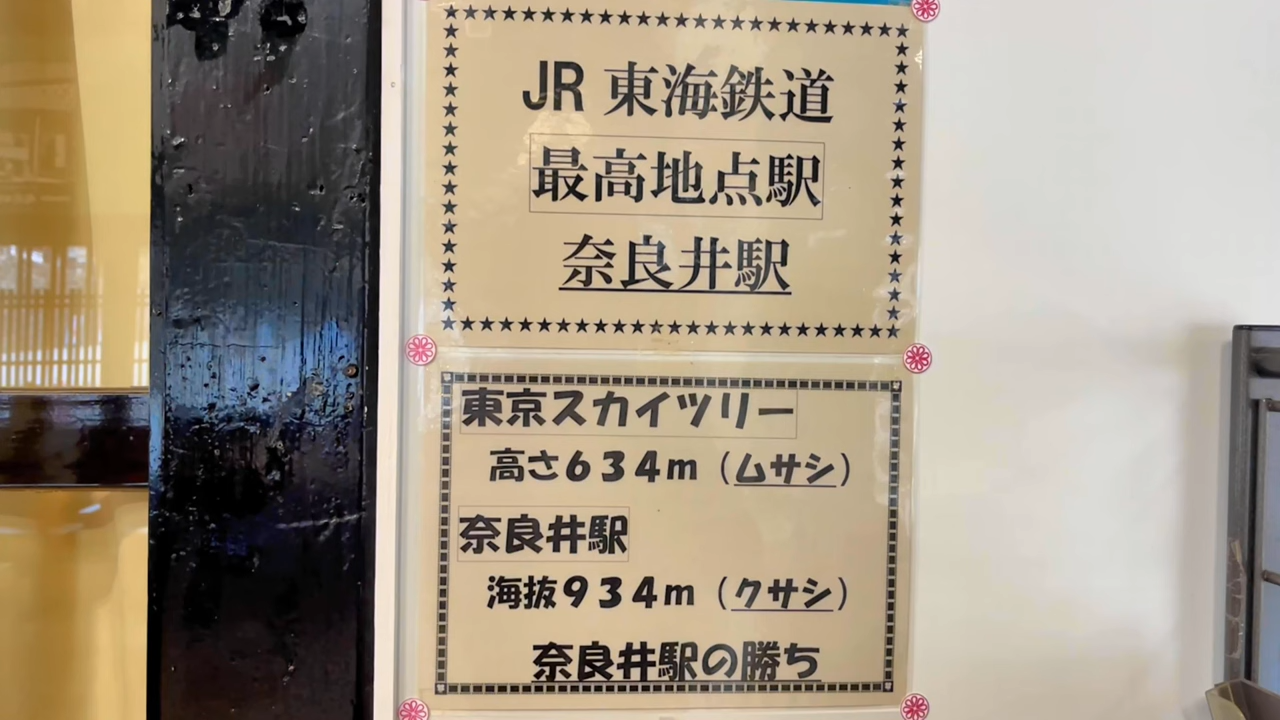 JR 東海鉄道
最高地点駅
奈良井駅
東京スカイツリー
高さ634m（ムサシ）
奈良井駅
海抜934m（クサシ）
奈良井駅の勝ち